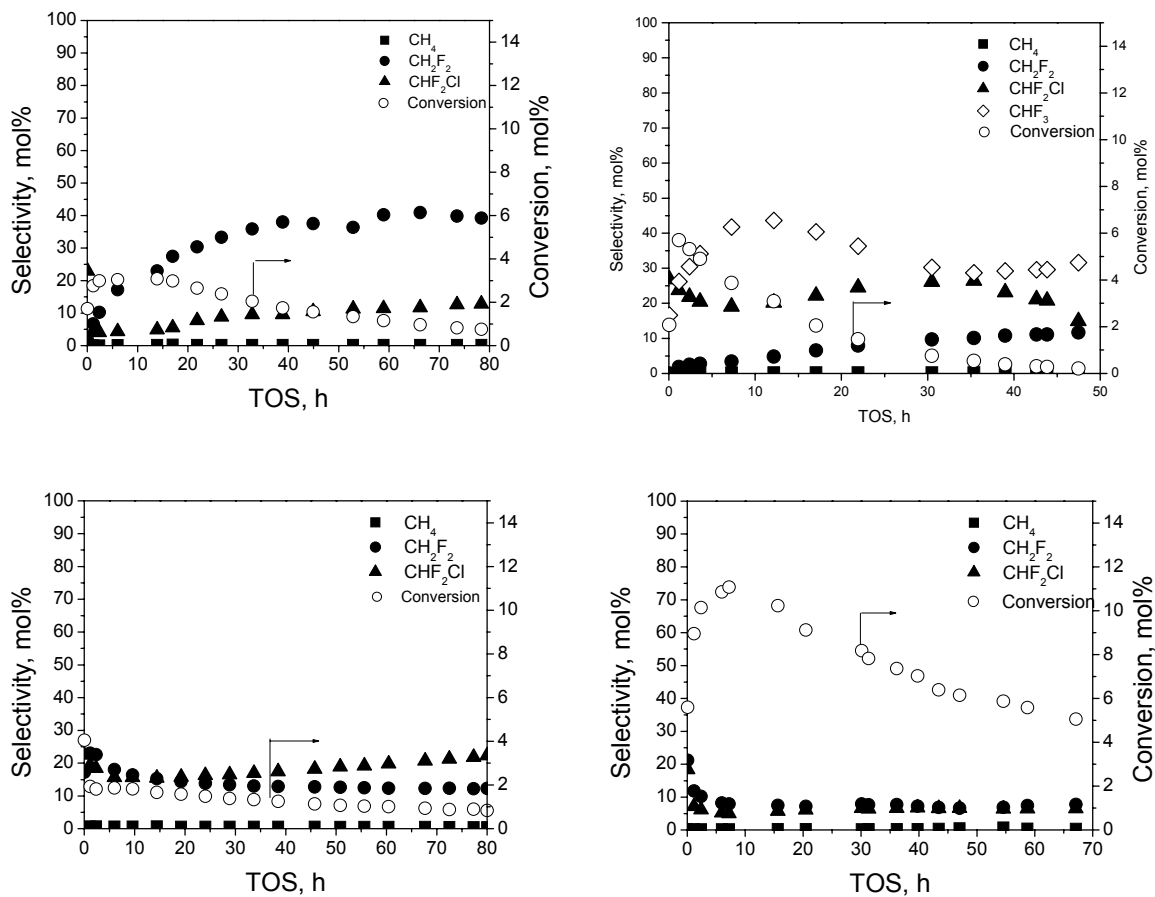 100
90
80
70
60
50
40
30
20
10
0
Selectivity, mol%
CH4
CH2F2
CHF2Cl
Conversion
14
12
10
8
6
4
2
0
Conversion, mol%
0 10 20 30 40 50 60 70 80
TOS, h
100
90
80
70
60
50
40
30
20
10
0
Selectivity, mol%
CH4
CH2F2
CHF2Cl
CHF3
Conversion
14
12
10
8
6
4
2
0
Conversion, mol%
0 10 20 30 40 50
TOS, h
100
90
80
70
60
50
40
30
20
10
0
Selectivity, mol%
CH4
CH2F2
CHF2Cl
Conversion
14
12
10
8
6
4
2
0
0 10 20 30 40 50 60 70 80
TOS, h
100
90
80
70
60
50
40
30
20
10
0
Selectivity, mol%
CH4
CH2F2
CHF2Cl
Conversion
14
12
10
8
6
4
2
0
Conversion, mol%
0 10 20 30 40 50 60 70
TOS, h